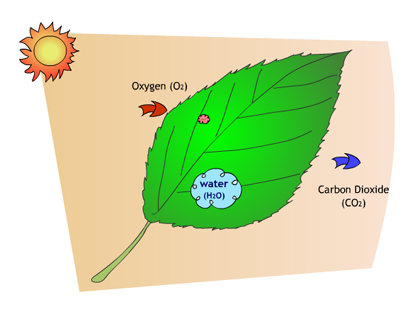 Oxygen (O₂)
water
(H₂O)
Carbon Dioxide
(CO₂)